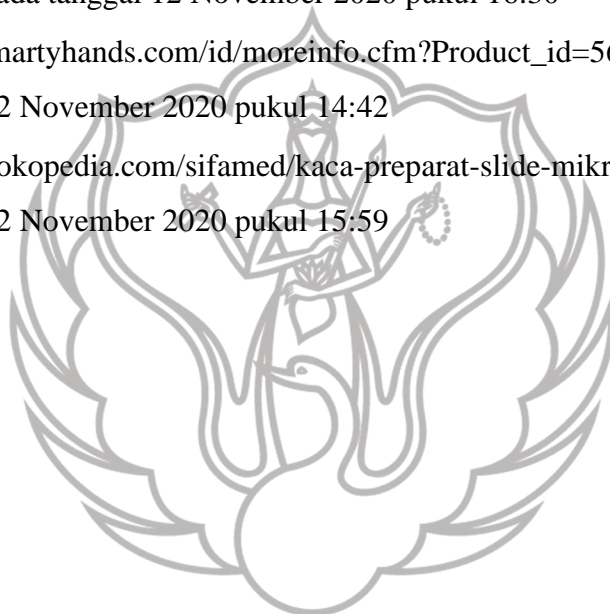 ada tanggal 12 November 2020 pukul 16:50
martyhands.com/id/moreinfo.cfm?Product_id=56
2 November 2020 pukul 14:42
okopedia.com/sifamed/kaca-preparat-slide-mikr
2 November 2020 pukul 15:59